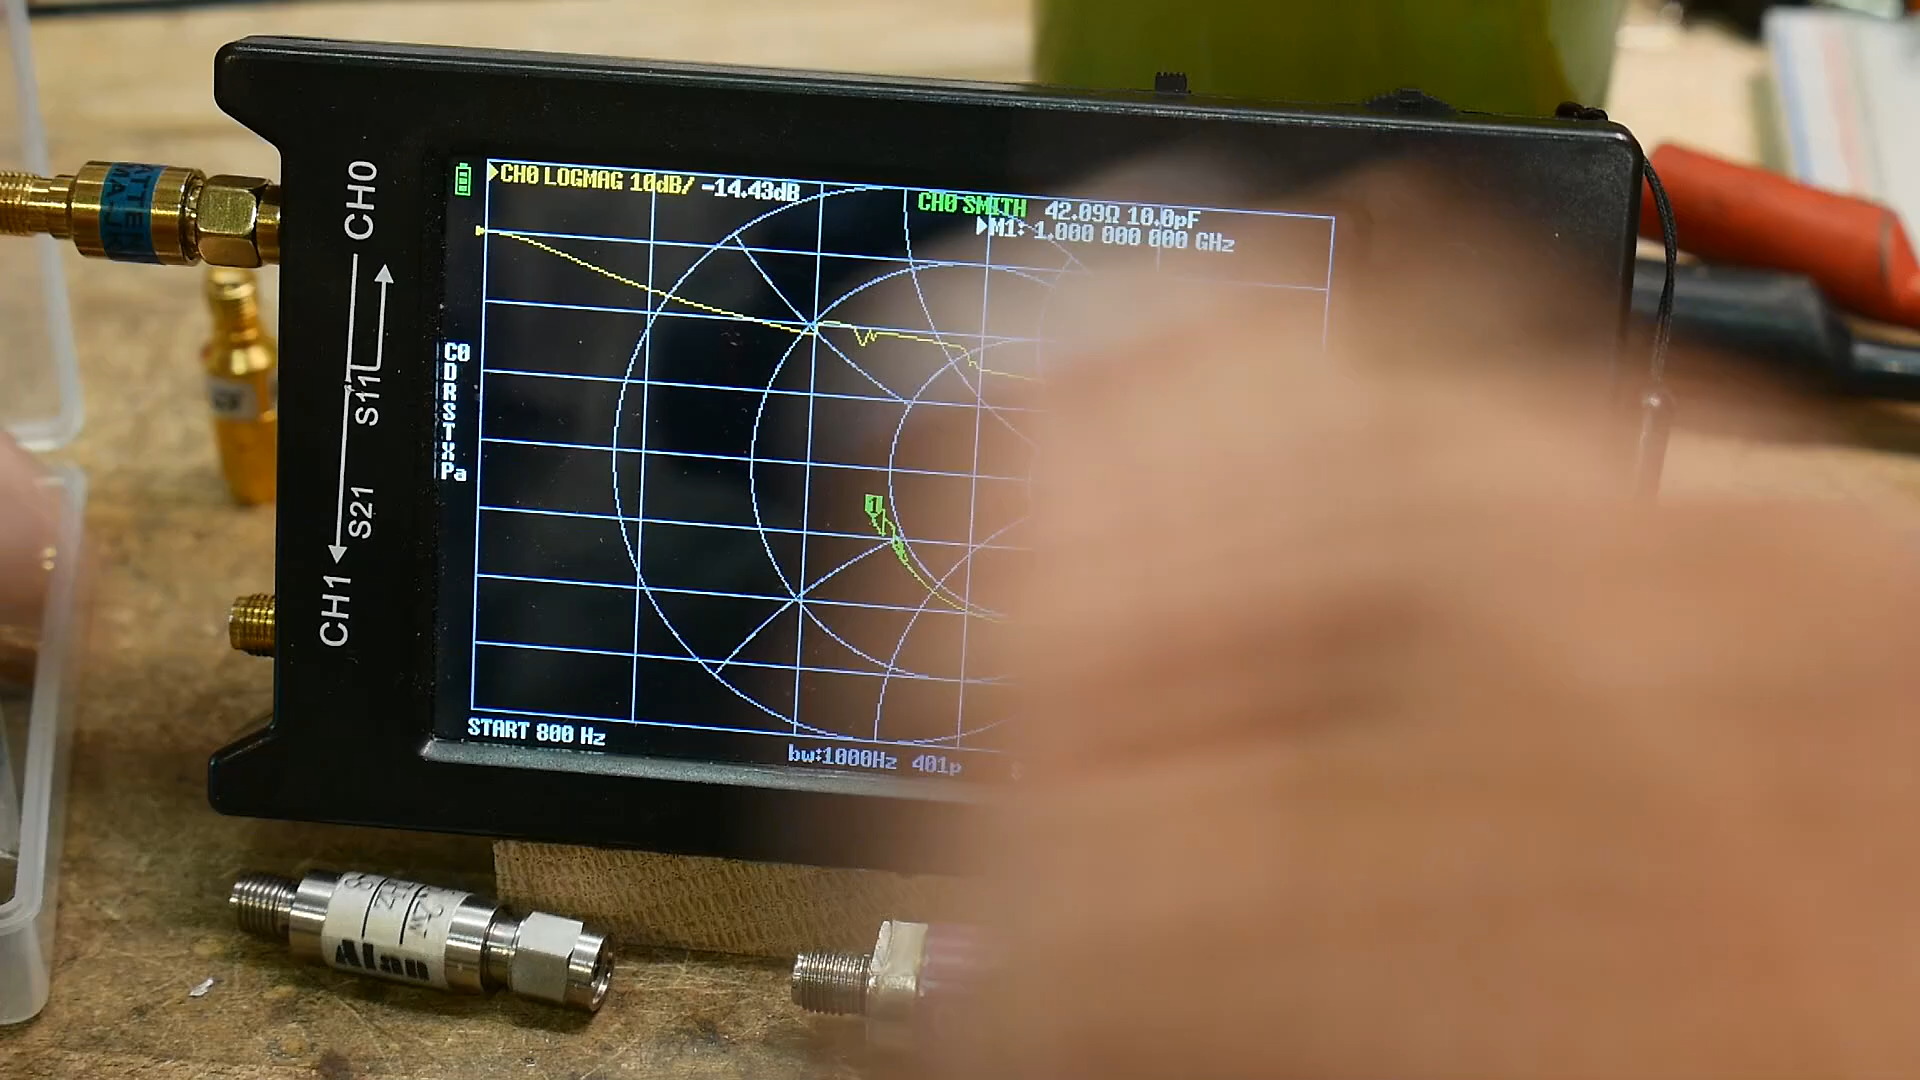 CH0 LOGMAG 10dB/ -14.43dB
CH0 SMITH 42.09Ω 10.0pF
M1: 1.000 000 000 GHz
C0
D
R
S
T
X
Pa
1
START 800 Hz
bw:1000Hz 401p
CH0
S11
S21
CH1
Alan